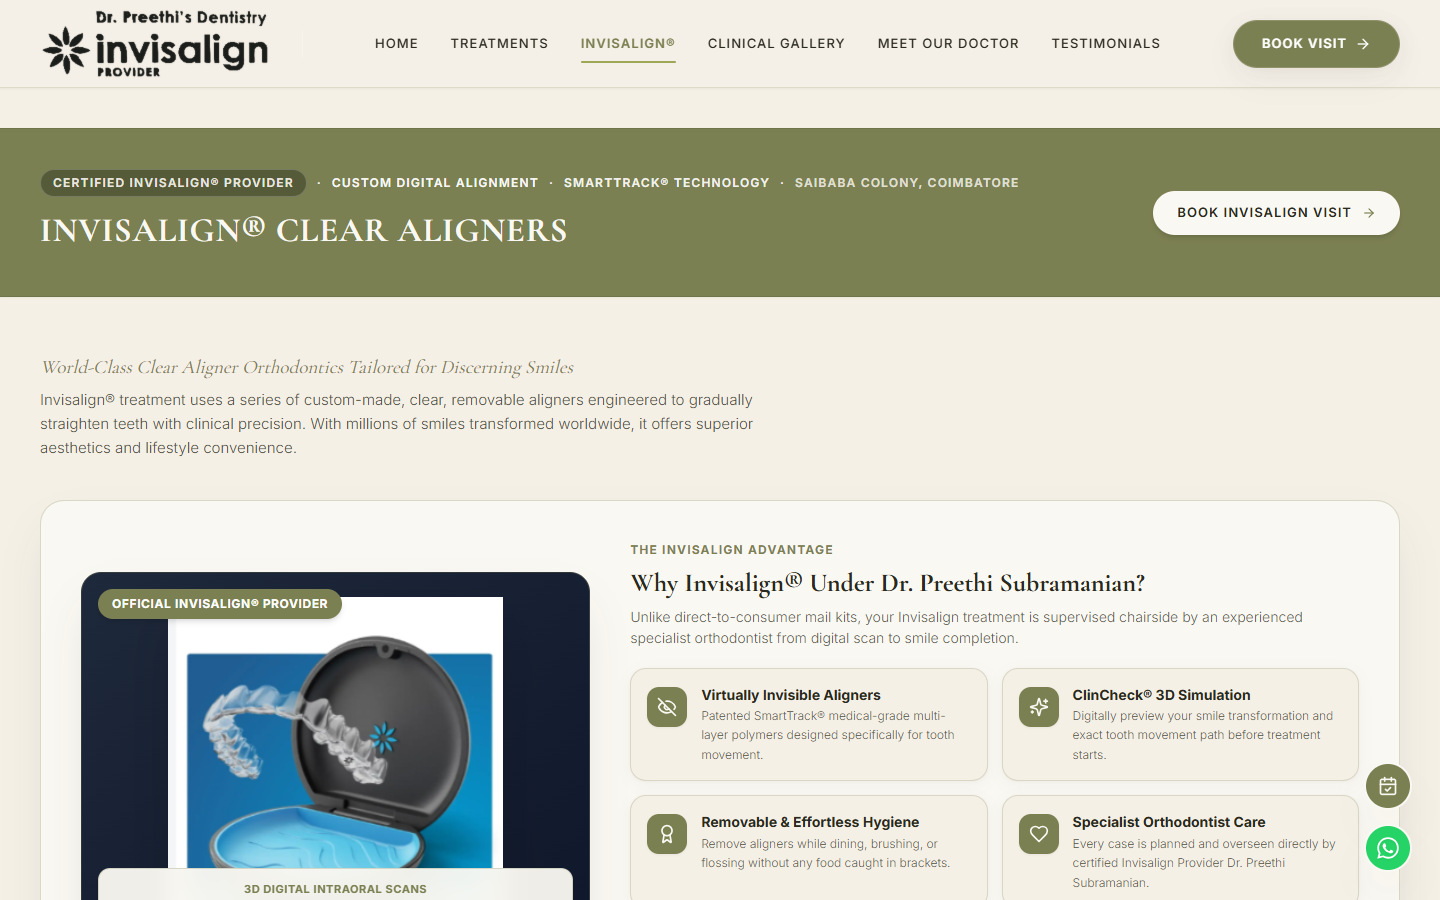 Dr. Preethi's Dentistry
invisalign
PROVIDER
HOME
TREATMENTS
INVISALIGN®
CLINICAL GALLERY
MEET OUR DOCTOR
TESTIMONIALS
BOOK VISIT
CERTIFIED INVISALIGN® PROVIDER · CUSTOM DIGITAL ALIGNMENT · SMARTTRACK® TECHNOLOGY · SAIBABA COLONY, COIMBATORE
INVISALIGN® CLEAR ALIGNERS
BOOK INVISALIGN VISIT
World-Class Clear Aligner Orthodontics Tailored for Discerning Smiles
Invisalign® treatment uses a series of custom-made, clear, removable aligners engineered to gradually
straighten teeth with clinical precision. With millions of smiles transformed worldwide, it offers superior
aesthetics and lifestyle convenience.
OFFICIAL INVISALIGN® PROVIDER
3D DIGITAL INTRAORAL SCANS
THE INVISALIGN ADVANTAGE
Why Invisalign® Under Dr. Preethi Subramanian?
Unlike direct-to-consumer mail kits, your Invisalign treatment is supervised chairside by an experienced
specialist orthodontist from digital scan to smile completion.
Virtually Invisible Aligners
Patented SmartTrack® medical-grade multi-
layer polymers designed specifically for tooth
movement.
ClinCheck® 3D Simulation
Digitally preview your smile transformation and
exact tooth movement path before treatment
starts.
Removable & Effortless Hygiene
Remove aligners while dining, brushing, or
flossing without any food caught in brackets.
Specialist Orthodontist Care
Every case is planned and overseen directly by
certified Invisalign Provider Dr. Preethi
Subramanian.